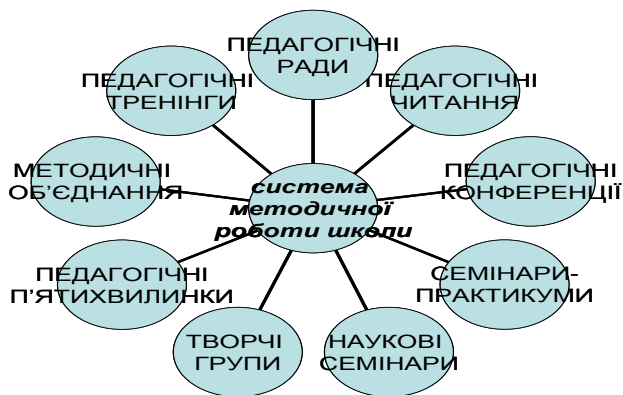 ПЕДАГОГІЧНІ
РАДИ
ПЕДАГОГІЧНІ
ТРЕНІНГИ
ПЕДАГОГІЧНІ
ЧИТАННЯ
МЕТОДИЧНІ
ОБ’ЄДНАННЯ
система
методичної
роботи школи
ПЕДАГОГІЧНІ
КОНФЕРЕНЦІЇ
ПЕДАГОГІЧНІ
П’ЯТИХВИЛИНКИ
СЕМІНАРИ-
ПРАКТИКУМИ
ТВОРЧІ
ГРУПИ
НАУКОВІ
СЕМІНАРИ